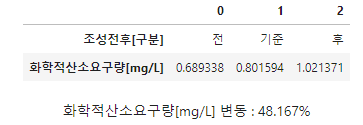 0 1 2
조성전후[구분] 전 기준 후
화학적산소요구량[mg/L] 0.689338 0.801594 1.021371
화학적산소요구량[mg/L] 변동 : 48.167%